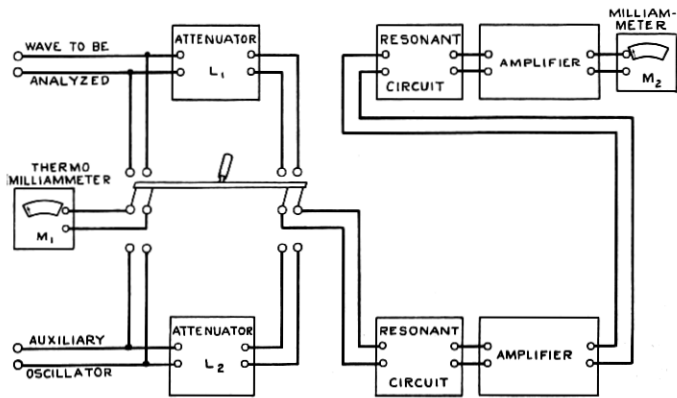 WAVE TO BE
ANALYZED
ATTENUATOR
L1
RESONANT
CIRCUIT
AMPLIFIER
MILLIAM-
METER
M2
THERMO
MILLIAMMETER
M1
AUXILIARY
OSCILLATOR
ATTENUATOR
L2
RESONANT
CIRCUIT
AMPLIFIER